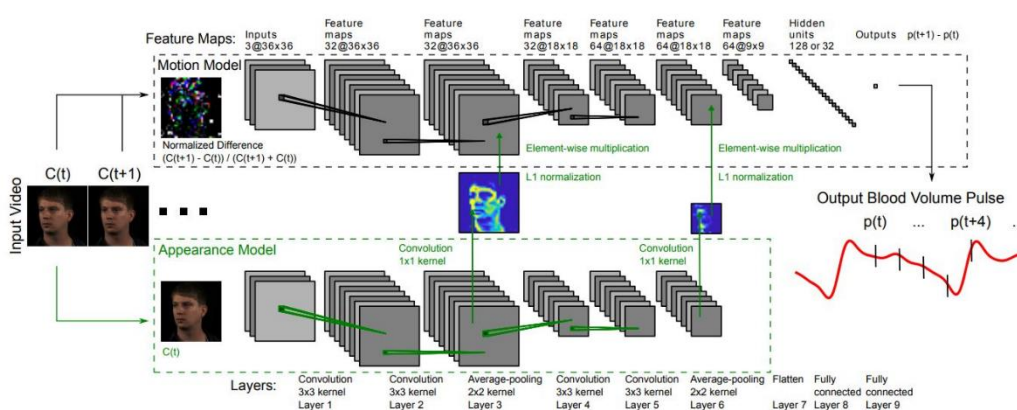 Feature Maps:
Inputs
3@36x36
Feature
maps
32@36x36
Feature
maps
32@36x36
Feature
maps
32@18x18
Feature
maps
64@18x18
Feature
maps
64@18x18
Feature
maps
64@9x9
Hidden
units
128 or 32
Outputs
p(t+1) - p(t)
Motion Model
Normalized Difference
(C(t+1) - C(t)) / (C(t+1) + C(t))
Element-wise multiplication
L1 normalization
Element-wise multiplication
L1 normalization
Input Video
C(t)
C(t+1)
Output Blood Volume Pulse
p(t)
...
p(t+4)
...
Appearance Model
Convolution
1x1 kernel
Convolution
1x1 kernel
C(t)
Layers:
Convolution
3x3 kernel
Layer 1
Convolution
3x3 kernel
Layer 2
Average-pooling
2x2 kernel
Layer 3
Convolution
3x3 kernel
Layer 4
Convolution
3x3 kernel
Layer 5
Average-pooling
2x2 kernel
Layer 6
Flatten
Layer 7
Fully
connected
Layer 8
Fully
connected
Layer 9